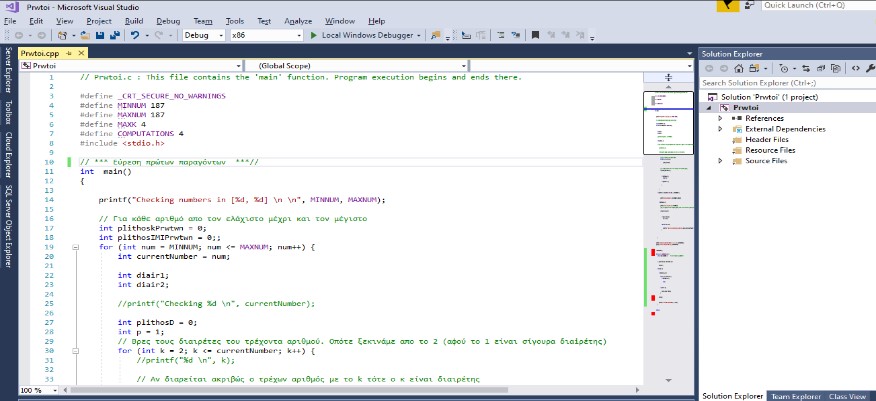 Prwtoi - Microsoft Visual Studio
Quick Launch (Ctrl+Q)
File Edit View Project Build Debug Team Tools Test Analyze Window Help
Debug x86 Local Windows Debugger
Prwtoi.cpp
Prwtoi (Global Scope)
1 // Prwtoi.c : This file contains the 'main' function. Program execution begins and ends there.
2
3 #define _CRT_SECURE_NO_WARNINGS
4 #define MINNUM 187
5 #define MAXNUM 187
6 #define MAXK 4
7 #define COMPUTATIONS 4
8 #include <stdio.h>
9
10 // *** Εύρεση πρώτων παραγόντων ***//
11 int main()
12 {
13
14 printf("Checking numbers in [%d, %d] \n \n", MINNUM, MAXNUM);
15
16 // Για κάθε αριθμό απο τον ελάχιστο μέχρι και τον μέγιστο
17 int plithoskPrwtwn = 0;
18 int plithosIMIPrwtwn = 0;;
19 for (int num = MINNUM; num <= MAXNUM; num++) {
20 int currentNumber = num;
21
22 int diair1;
23 int diair2;
24
25 //printf("Checking %d \n", currentNumber);
26
27 int plithosD = 0;
28 int p = 1;
29 // Βρες τους διαιρέτες του τρέχοντα αριθμού. Οπότε ξεκινάμε απο το 2 (αφού το 1 είναι σίγουρα διαιρέτης)
30 for (int k = 2; k <= currentNumber; k++) {
31 //printf("%d \n", k);
32
33 // Αν διαρείται ακριβώς ο τρέχων αριθμός με το k τότε ο κ είναι διαιρέτης
100 %
Server Explorer
Toolbox
Cloud Explorer
SQL Server Object Explorer
Solution Explorer
Search Solution Explorer (Ctrl+;)
Solution 'Prwtoi' (1 project)
Prwtoi
References
External Dependencies
Header Files
Resource Files
Source Files
Solution Explorer Team Explorer Class View